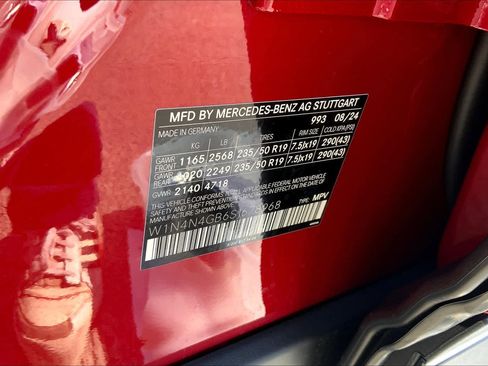 MFD BY MERCEDES-BENZ AG STUTTGART
MADE IN GERMANY 993 08/24
KG LB TIRES RIM SIZE COLD KPA/(PSI)
GAWR FRONT 1165 2568 235/50 R19 7.5Jx19 290(43)
GAWR REAR 1020 2249 235/50 R19 7.5Jx19 290(43)
GVWR 2140 4718
THIS VEHICLE CONFORMS TO ALL APPLICABLE FEDERAL MOTOR VEHICLE
SAFETY, BUMPER, AND THEFT PREVENTION STANDARDS IN EFFECT ON THE DATE OF
MANUFACTURE SHOWN ABOVE.
TYPE: MPV
W1N4N4GB6SJ 968